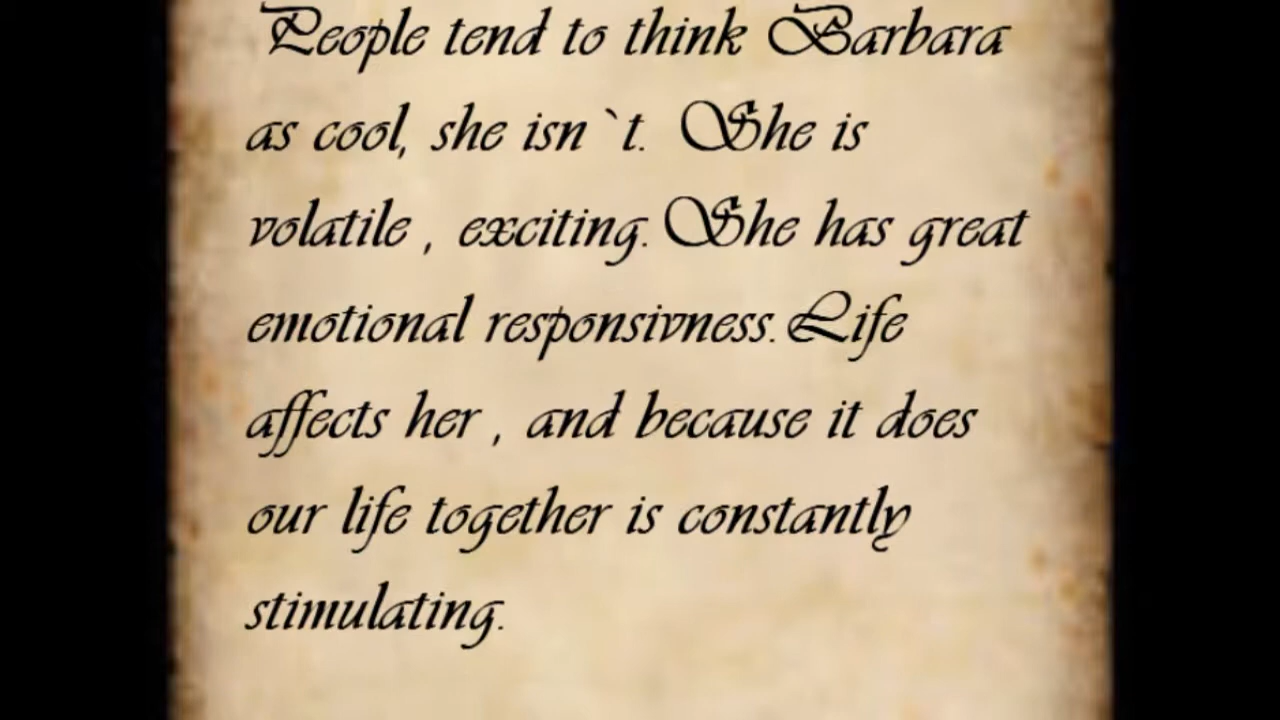 People tend to think Barbara
as cool, she isn`t. She is
volatile , exciting. She has great
emotional responsivness. Life
affects her , and because it does
our life together is constantly
stimulating.